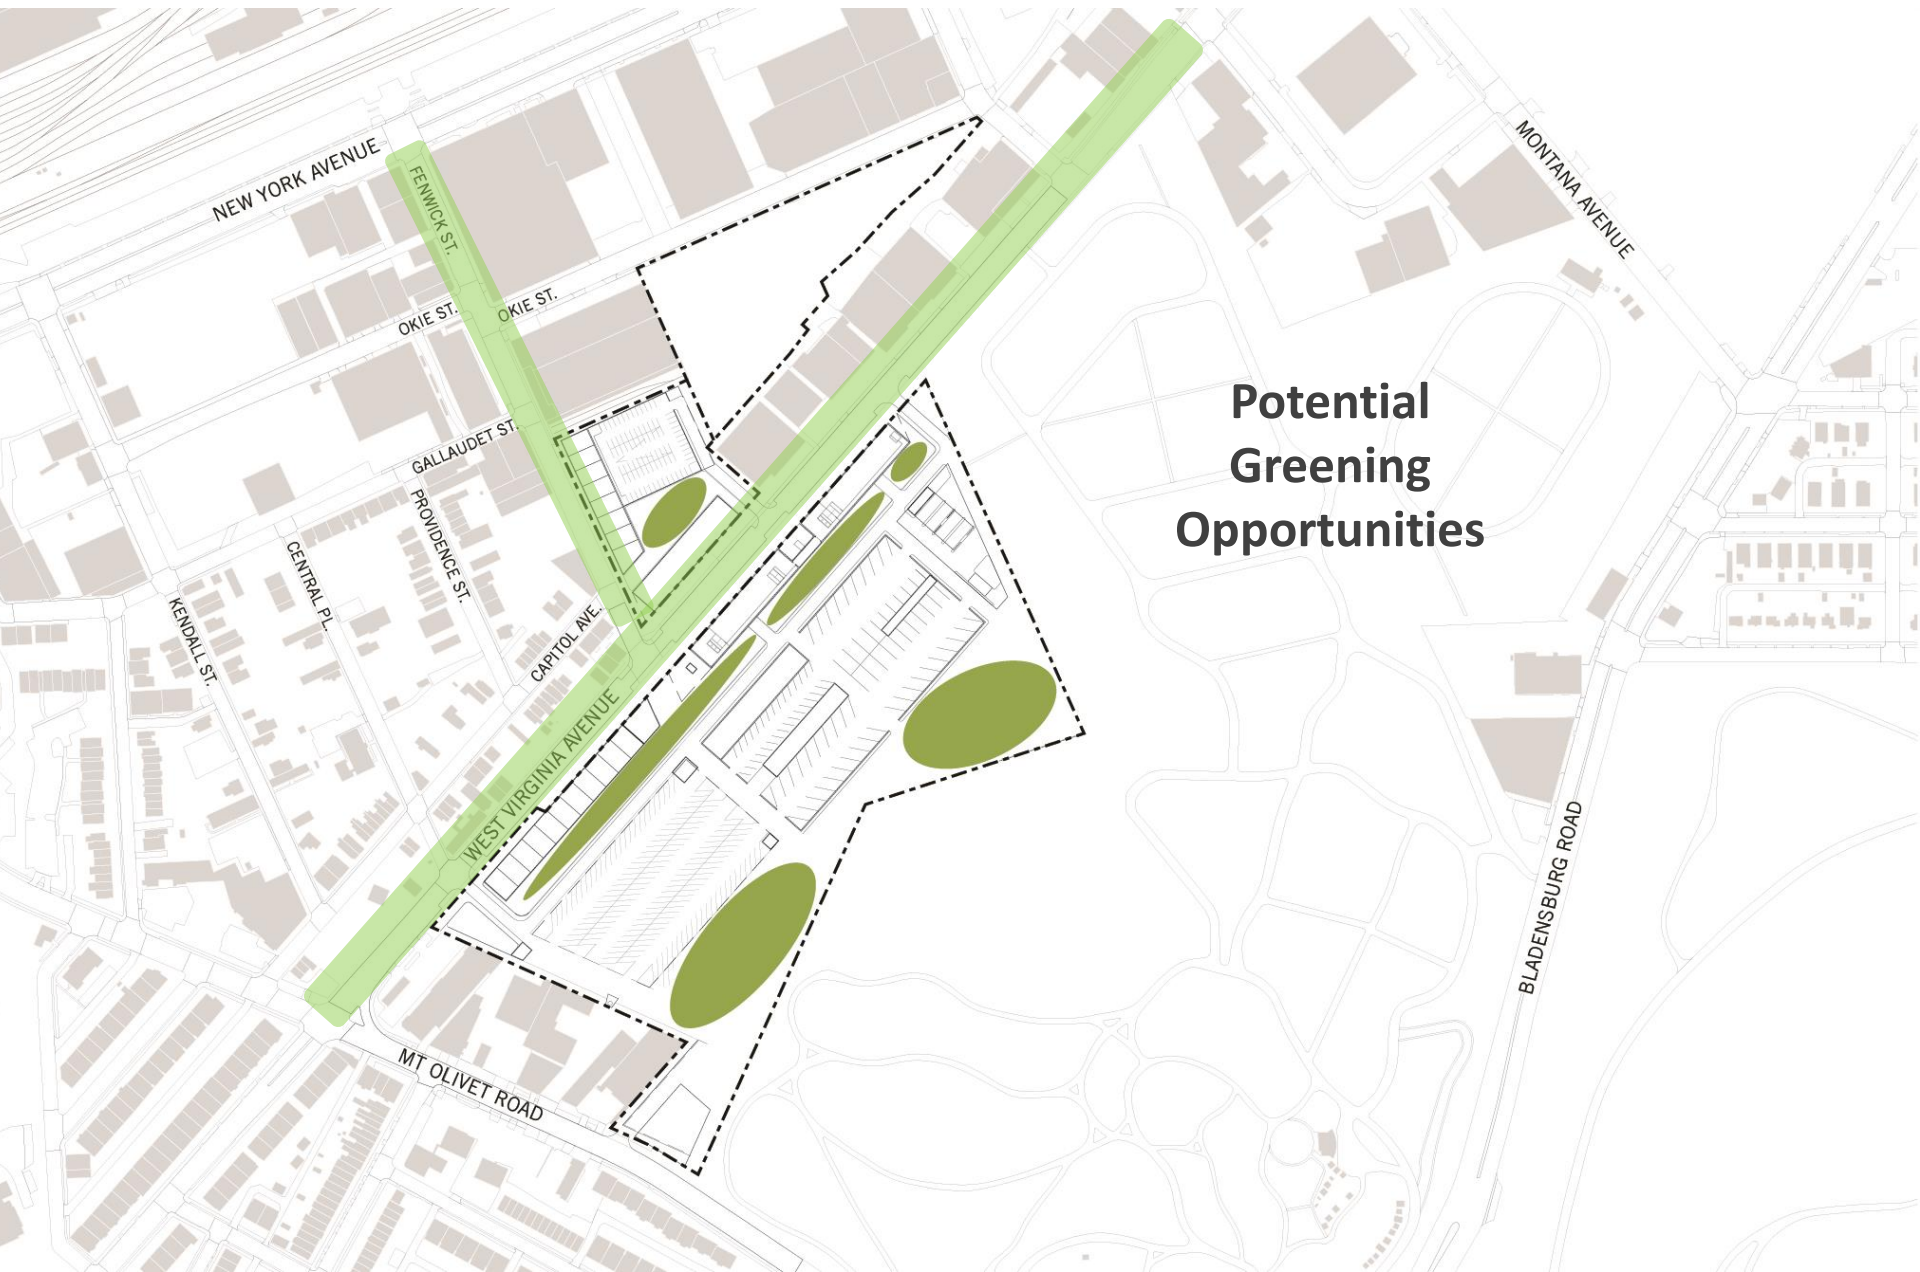 NEW YORK AVENUE
FENWICK ST.
MONTANA AVENUE
OKIE ST.
OKIE ST.
Potential
Greening
Opportunities
GALLAUDET ST.
PROVIDENCE ST.
CENTRAL PL.
KENDALL ST.
CAPITOL AVE.
WEST VIRGINIA AVENUE
BLADENSBURG ROAD
MT OLIVET ROAD